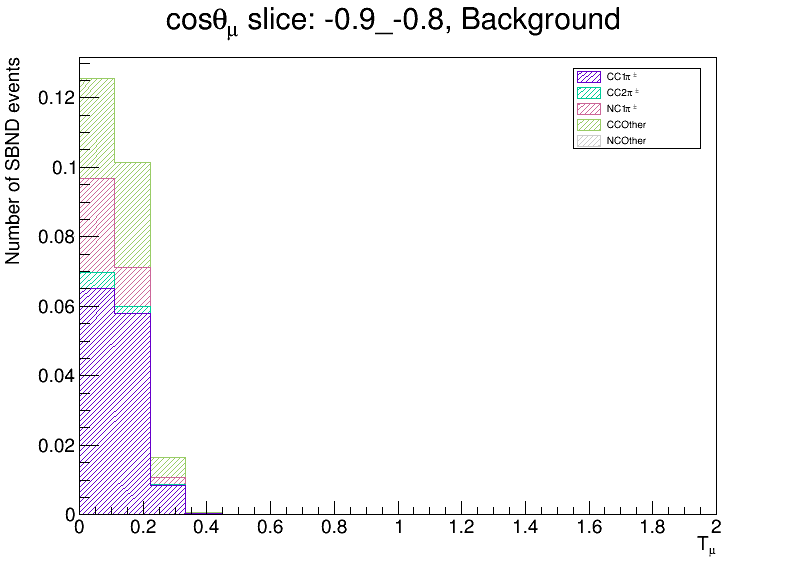 cosθμ slice: -0.9_-0.8, Background
Number of SBND events
0.12
0.1
0.08
0.06
0.04
0.02
0
CC1π ±
CC2π ±
NC1π ±
CCOther
NCOther
0 0.2 0.4 0.6 0.8 1 1.2 1.4 1.6 1.8 2
Tμ